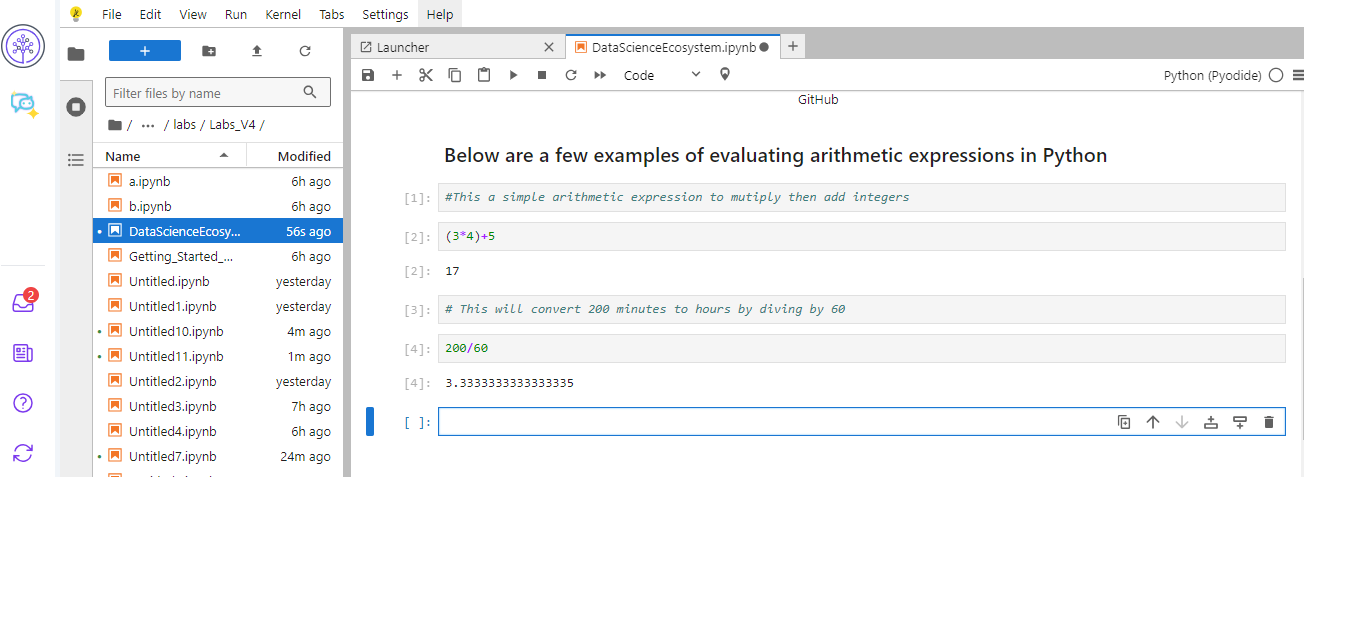 File Edit View Run Kernel Tabs Settings Help
Launcher
DataScienceEcosystem.ipynb
Code
Python (Pyodide)
Filter files by name
/ ... / labs / Labs_V4 /
Name Modified
a.ipynb 6h ago
b.ipynb 6h ago
DataScienceEcosy... 56s ago
Getting_Started_... 6h ago
Untitled.ipynb yesterday
Untitled1.ipynb yesterday
Untitled10.ipynb 4m ago
Untitled11.ipynb 1m ago
Untitled2.ipynb yesterday
Untitled3.ipynb 7h ago
Untitled4.ipynb 6h ago
Untitled7.ipynb 24m ago
2
GitHub
Below are a few examples of evaluating arithmetic expressions in Python
[1]: #This a simple arithmetic expression to mutiply then add integers
[2]: (3*4)+5
[2]: 17
[3]: # This will convert 200 minutes to hours by diving by 60
[4]: 200/60
[4]: 3.3333333333333335
[ ]: